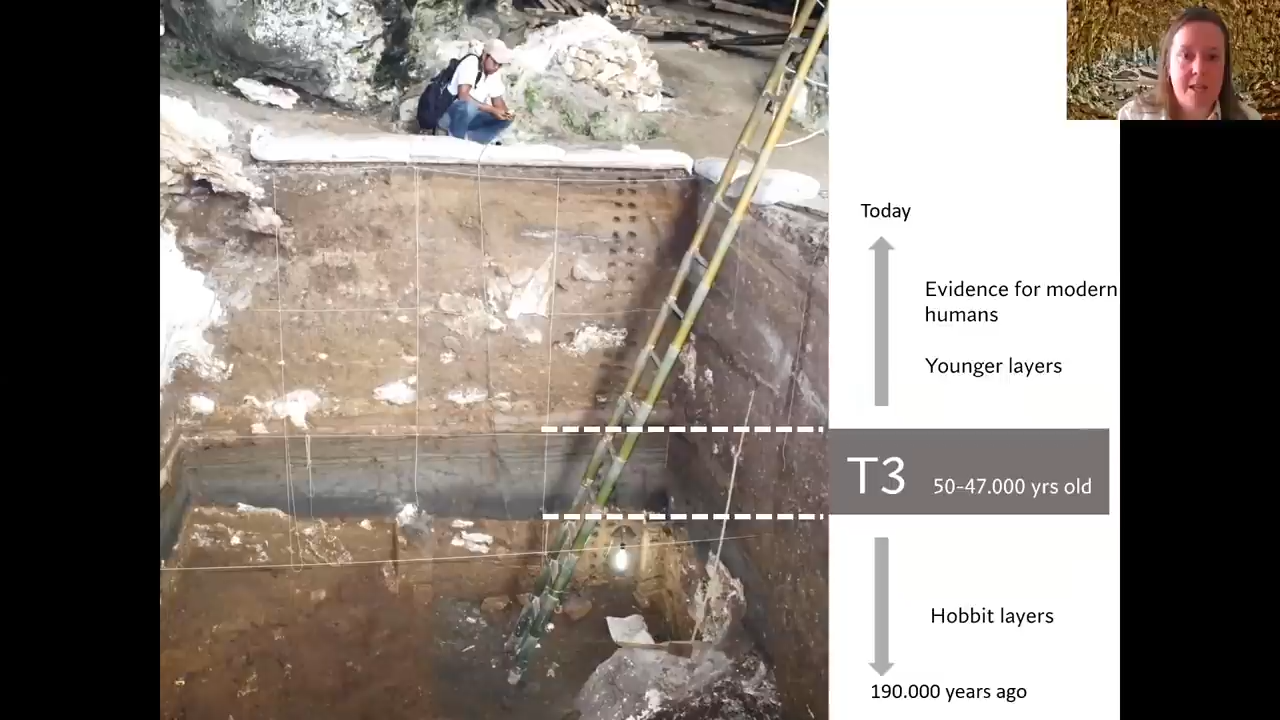 Today
Evidence for modern
humans
Younger layers
T3 50-47.000 yrs old
Hobbit layers
190.000 years ago